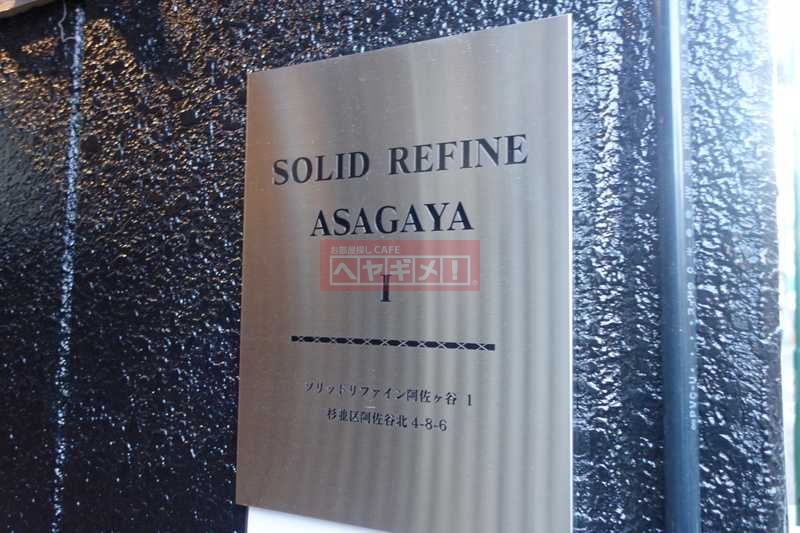 SOLID REFINE
ASAGAYA
お部屋探しCAFE
ヘヤギメ!
I
ソリッドリファイン阿佐ヶ谷 1
杉並区阿佐谷北4-8-6